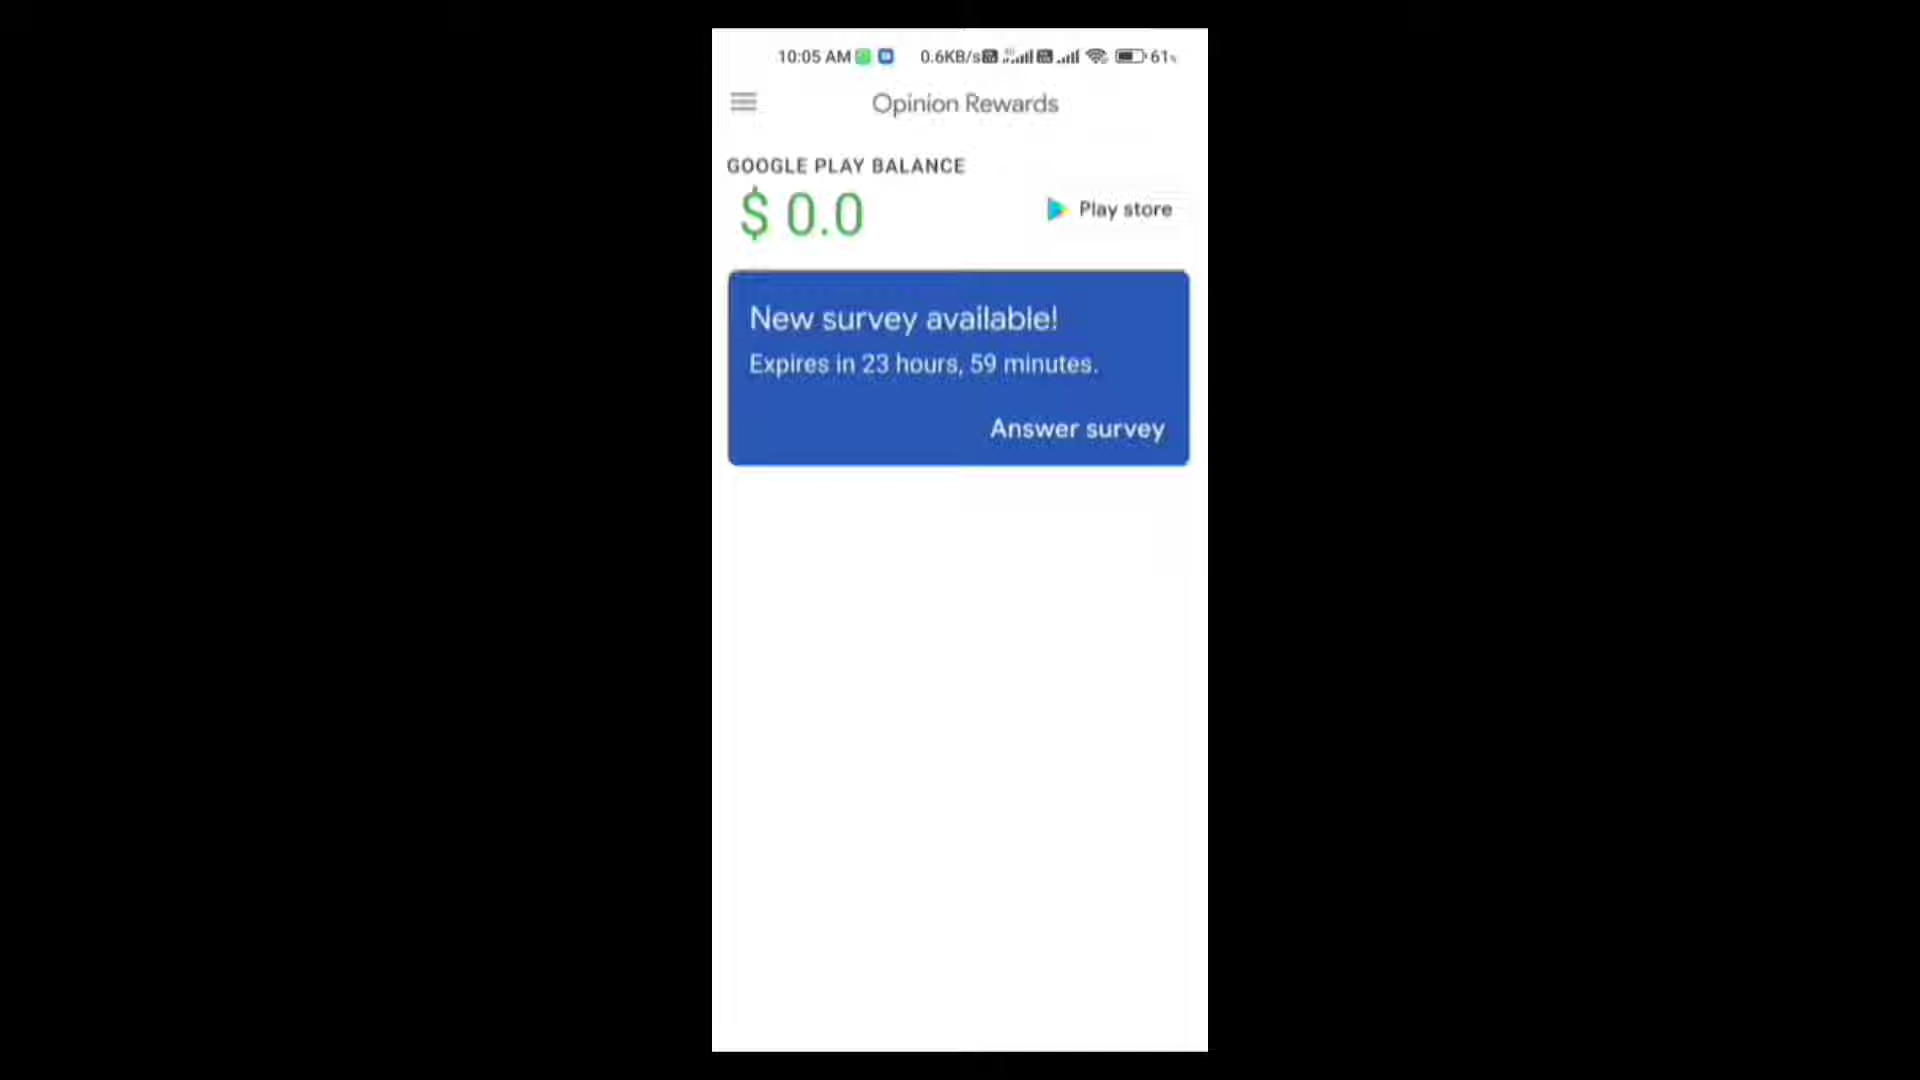 10:05 AM 0.6KB/s 61
Opinion Rewards
GOOGLE PLAY BALANCE
$ 0.0
Play store
New survey available!
Expires in 23 hours, 59 minutes.
Answer survey